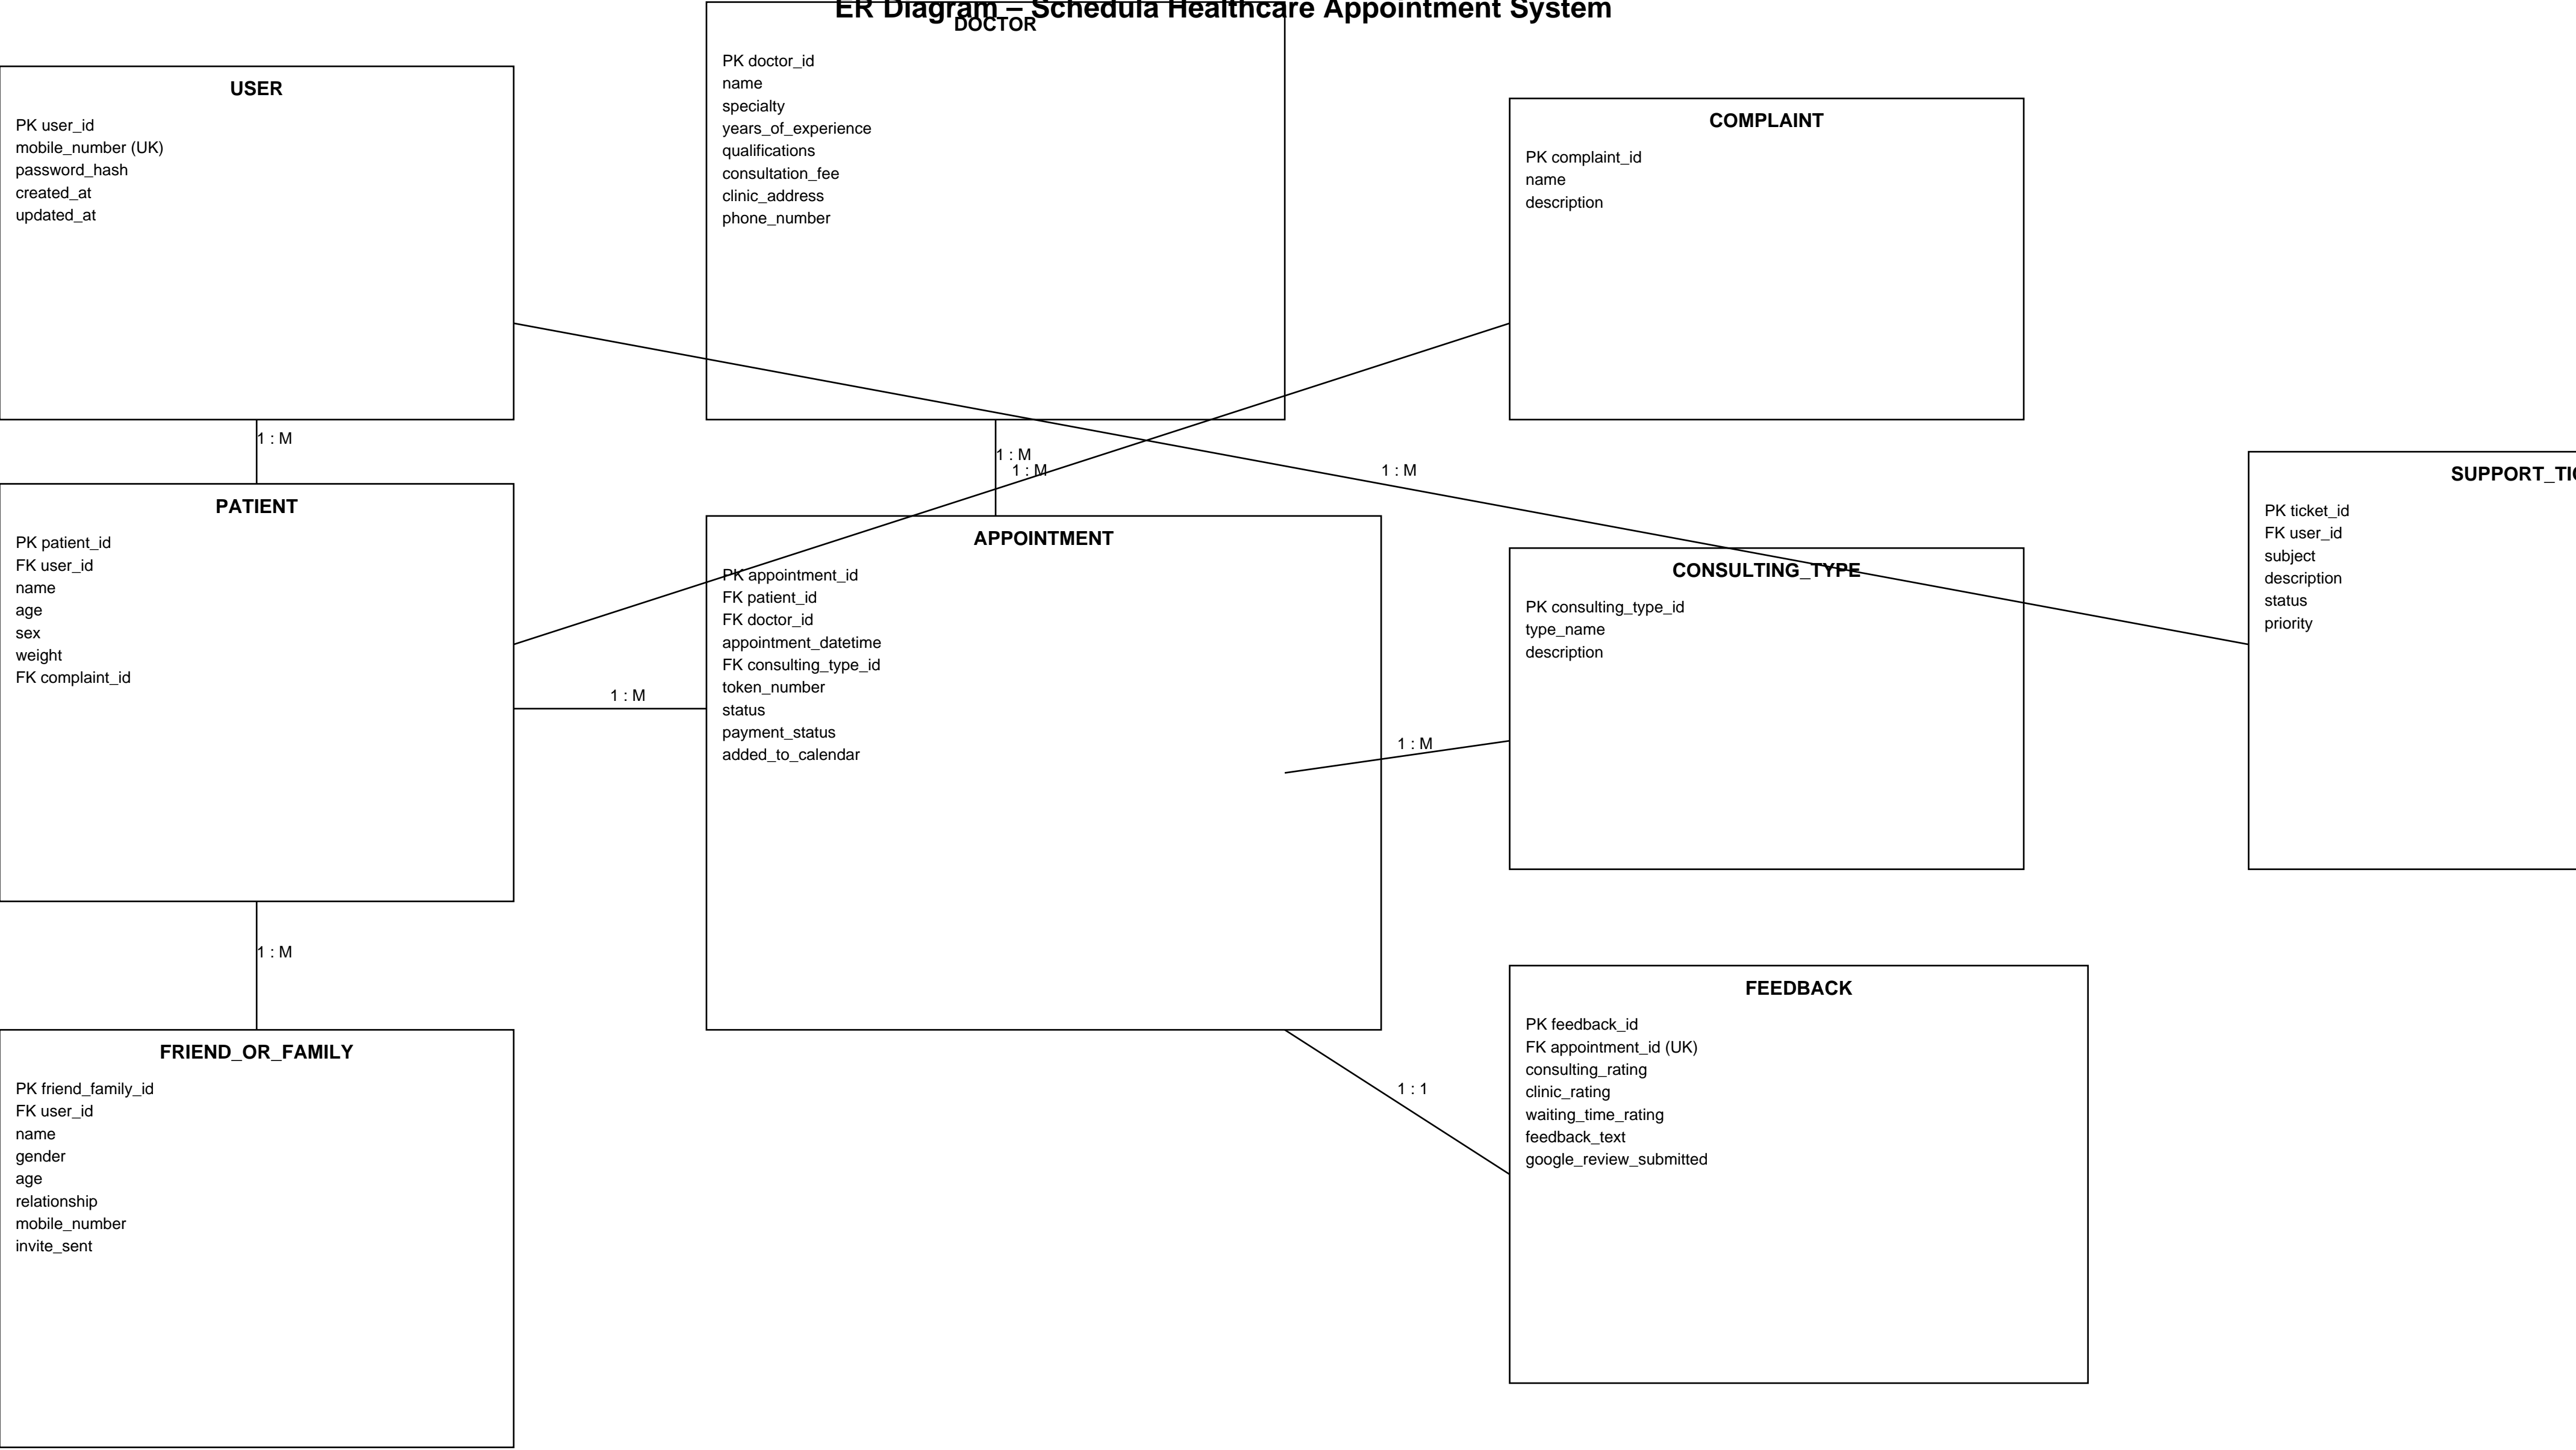 ER Diagram – Schedula Healthcare Appointment System
USER
PK user_id
mobile_number (UK)
password_hash
created_at
updated_at
DOCTOR
PK doctor_id
name
specialty
years_of_experience
qualifications
consultation_fee
clinic_address
phone_number
COMPLAINT
PK complaint_id
name
description
1 : M
1 : M
1 : M
1 : M
PATIENT
PK patient_id
FK user_id
name
age
sex
weight
FK complaint_id
1 : M
APPOINTMENT
PK appointment_id
FK patient_id
FK doctor_id
appointment_datetime
FK consulting_type_id
token_number
status
payment_status
added_to_calendar
1 : M
CONSULTING_TYPE
PK consulting_type_id
type_name
description
SUPPORT_TIC
PK ticket_id
FK user_id
subject
description
status
priority
1 : M
FRIEND_OR_FAMILY
PK friend_family_id
FK user_id
name
gender
age
relationship
mobile_number
invite_sent
1 : 1
FEEDBACK
PK feedback_id
FK appointment_id (UK)
consulting_rating
clinic_rating
waiting_time_rating
feedback_text
google_review_submitted